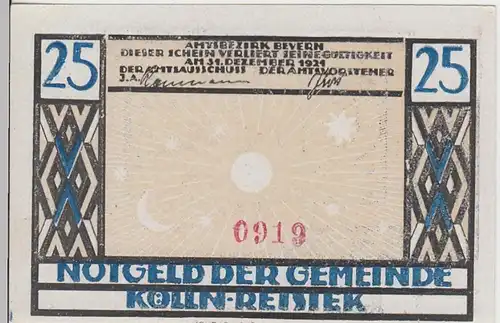 AMTSBEZIRK BEVERN
25 DIESER SCHEIN VERLIERT SEINE GÜLTIGKEIT 25
AM 31. DEZEMBER 1921
DER AMTSAUSSCHUSS DER AMTSVORSTEHER
J.A.
0919
NOTGELD DER GEMEINDE
KÖLLN-REISIEK